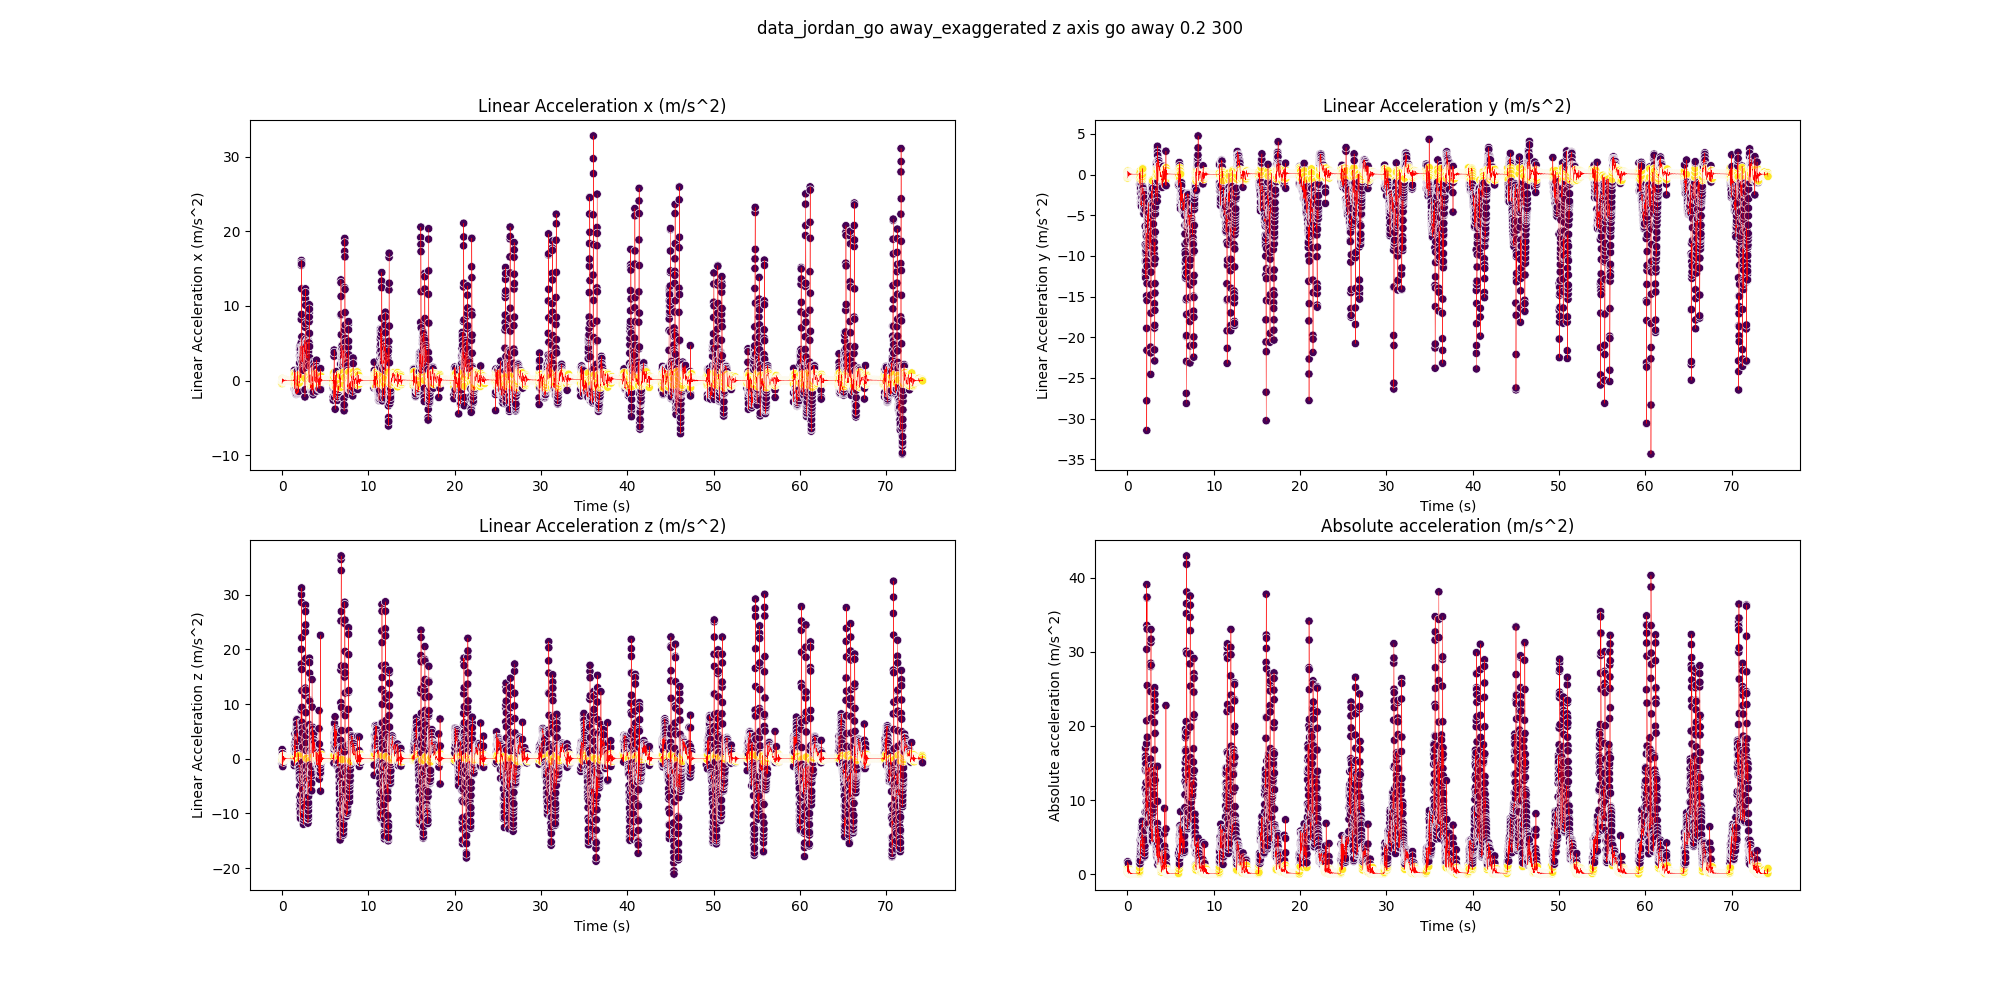 data_jordan_go away_exaggerated z axis go away 0.2 300
Linear Acceleration x (m/s^2)
Linear Acceleration x (m/s^2)
30
20
10
0
−10
0 10 20 30 40 50 60 70
Time (s)
Linear Acceleration y (m/s^2)
Linear Acceleration y (m/s^2)
5
0
−5
−10
−15
−20
−25
−30
−35
0 10 20 30 40 50 60 70
Time (s)
Linear Acceleration z (m/s^2)
Linear Acceleration z (m/s^2)
30
20
10
0
−10
−20
0 10 20 30 40 50 60 70
Time (s)
Absolute acceleration (m/s^2)
Absolute acceleration (m/s^2)
40
30
20
10
0
0 10 20 30 40 50 60 70
Time (s)